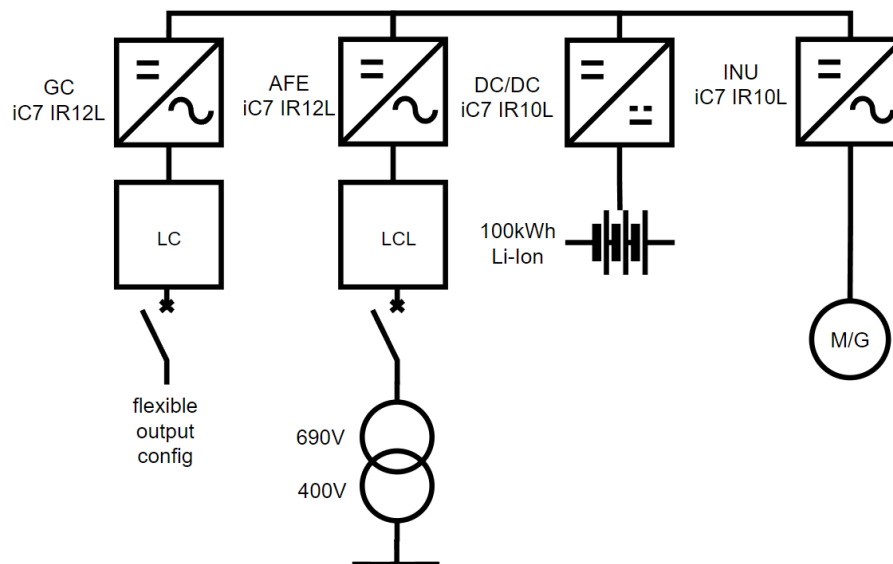 GC
iC7 IR12L
AFE
iC7 IR12L
DC/DC
iC7 IR10L
INU
iC7 IR10L
LC
LCL
100kWh
Li-Ion
M/G
flexible
output
config
690V
400V